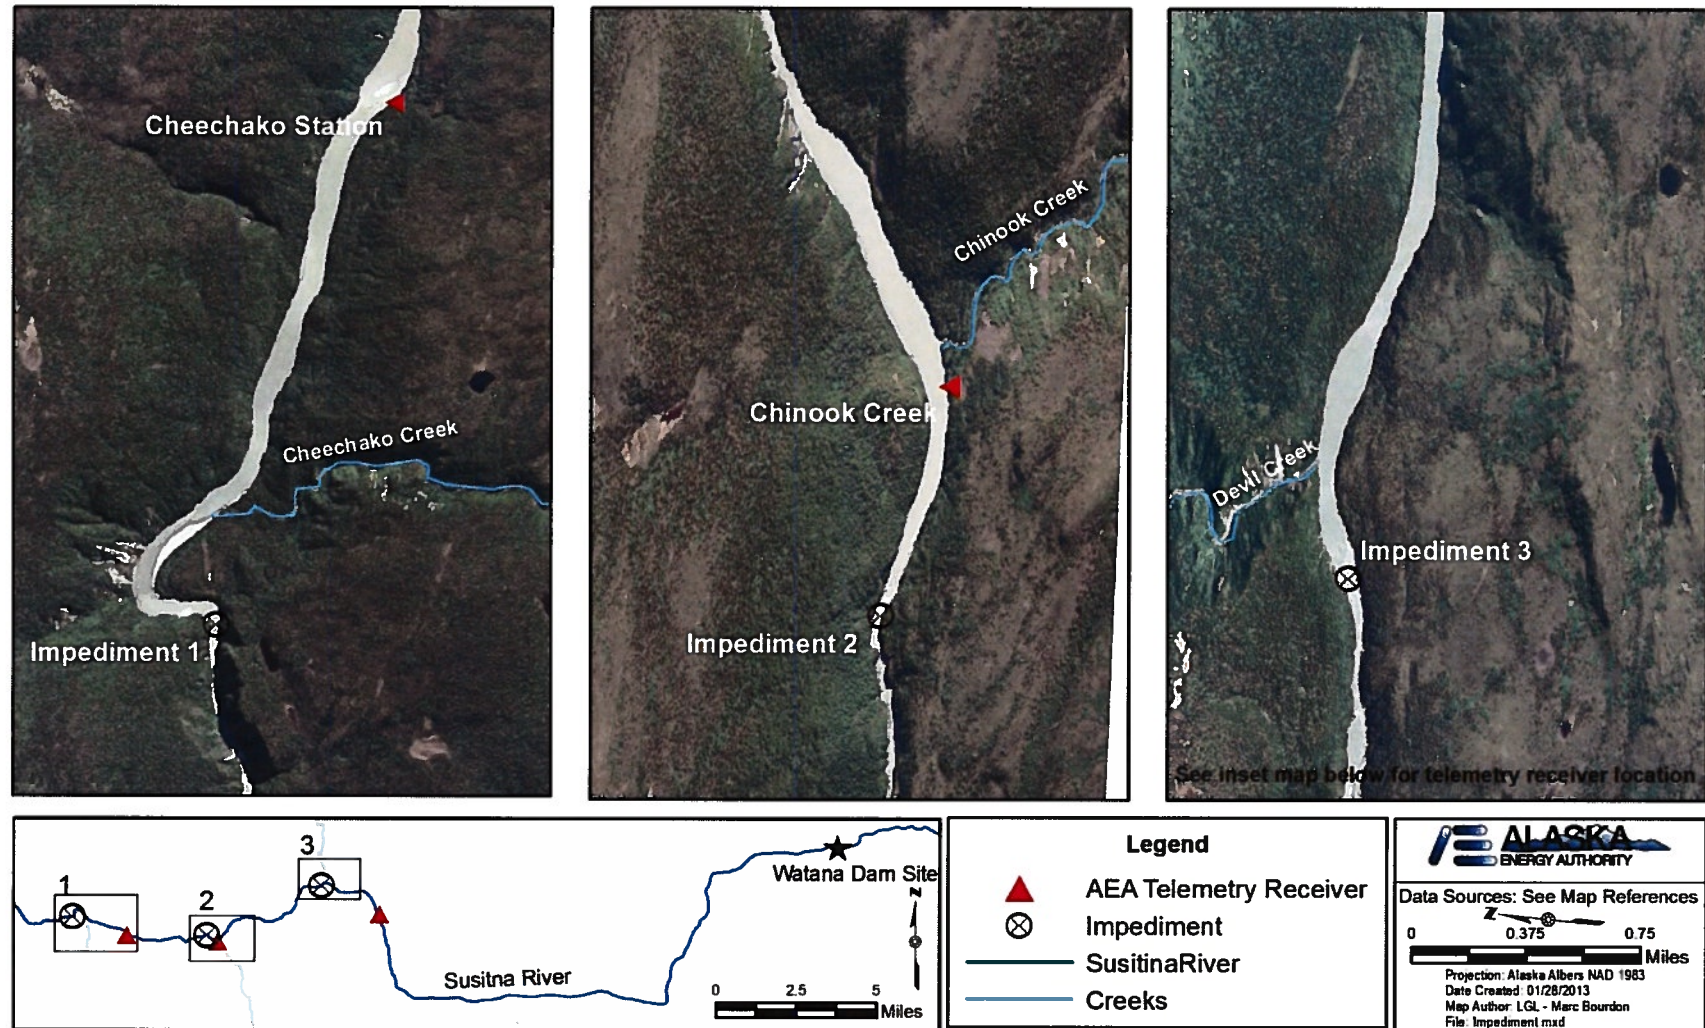 Cheechako Station
Cheechako Creek
Impediment 1
Chinook Creek
Chinook Creek
Impediment 2
Devil Creek
Impediment 3
See inset map below for telemetry receiver location
1
2
3
Watana Dam Site
N
Susitna River
0 2.5 5
Miles
Legend
AEA Telemetry Receiver
Impediment
SusitinaRiver
Creeks
ALASKA
ENERGY AUTHORITY
Data Sources: See Map References
N
0 0.375 0.75
Miles
Projection: Alaska Albers NAD 1983
Date Created: 01/28/2013
Map Author: LGL - Marc Bourdon
File: Impediment.mxd